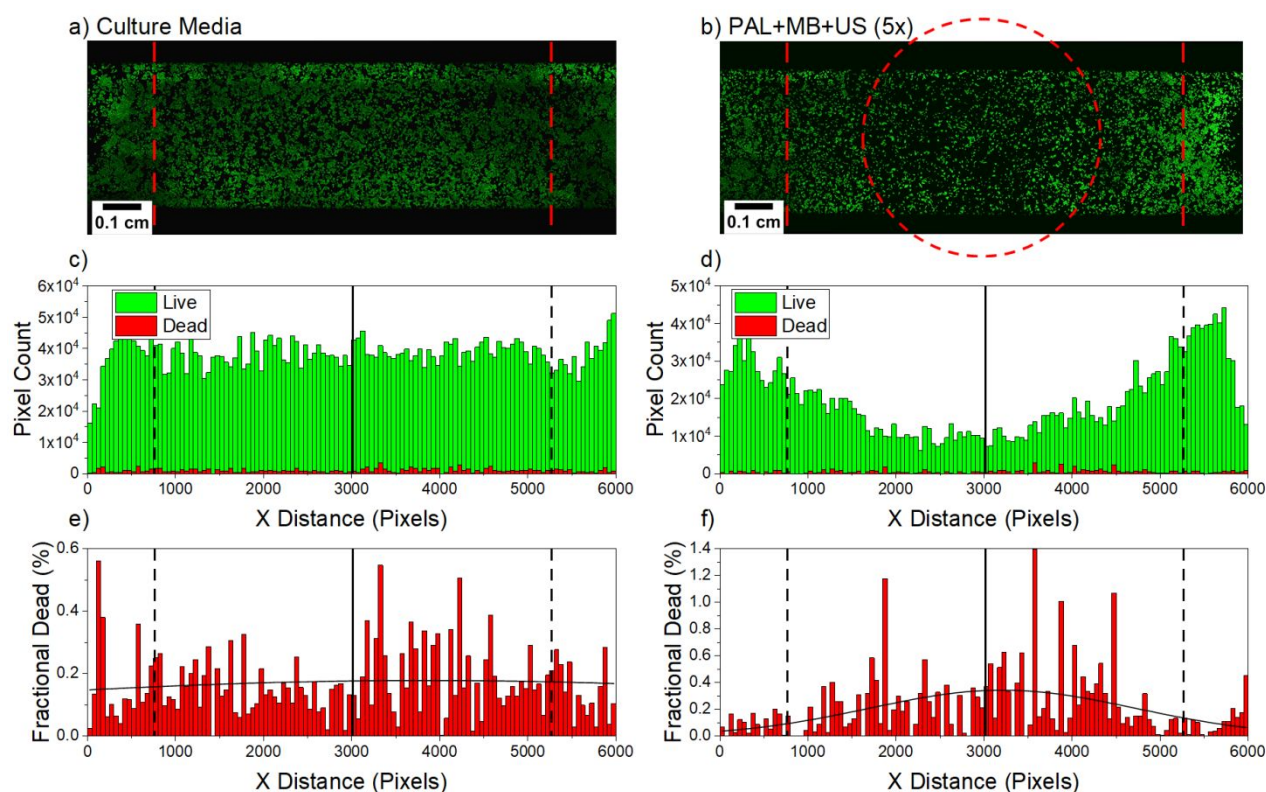 a) Culture Media
b) PAL+MB+US (5x)
0.1 cm
0.1 cm
c)
d)
6x10⁴
5x10⁴
4x10⁴
3x10⁴
2x10⁴
1x10⁴
0
Pixel Count
Live
Dead
0 1000 2000 3000 4000 5000 6000
X Distance (Pixels)
5x10⁴
4x10⁴
3x10⁴
2x10⁴
1x10⁴
0
Pixel Count
Live
Dead
0 1000 2000 3000 4000 5000 6000
X Distance (Pixels)
e)
f)
0.6
0.4
0.2
0.0
Fractional Dead (%)
0 1000 2000 3000 4000 5000 6000
X Distance (Pixels)
1.4
1.2
1.0
0.8
0.6
0.4
0.2
0.0
Fractional Dead (%)
0 1000 2000 3000 4000 5000 6000
X Distance (Pixels)